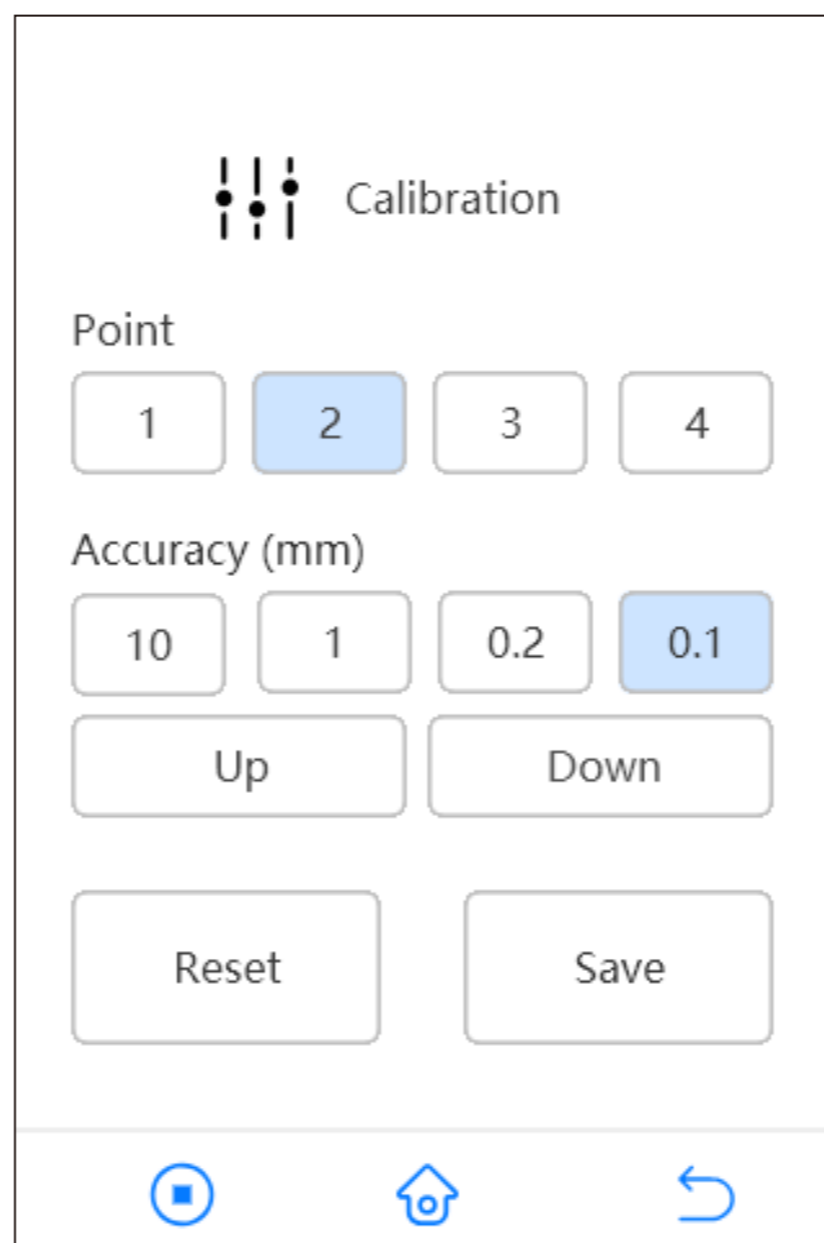 Calibration
Point
1 2 3 4
Accuracy (mm)
10 1 0.2 0.1
Up Down
Reset Save